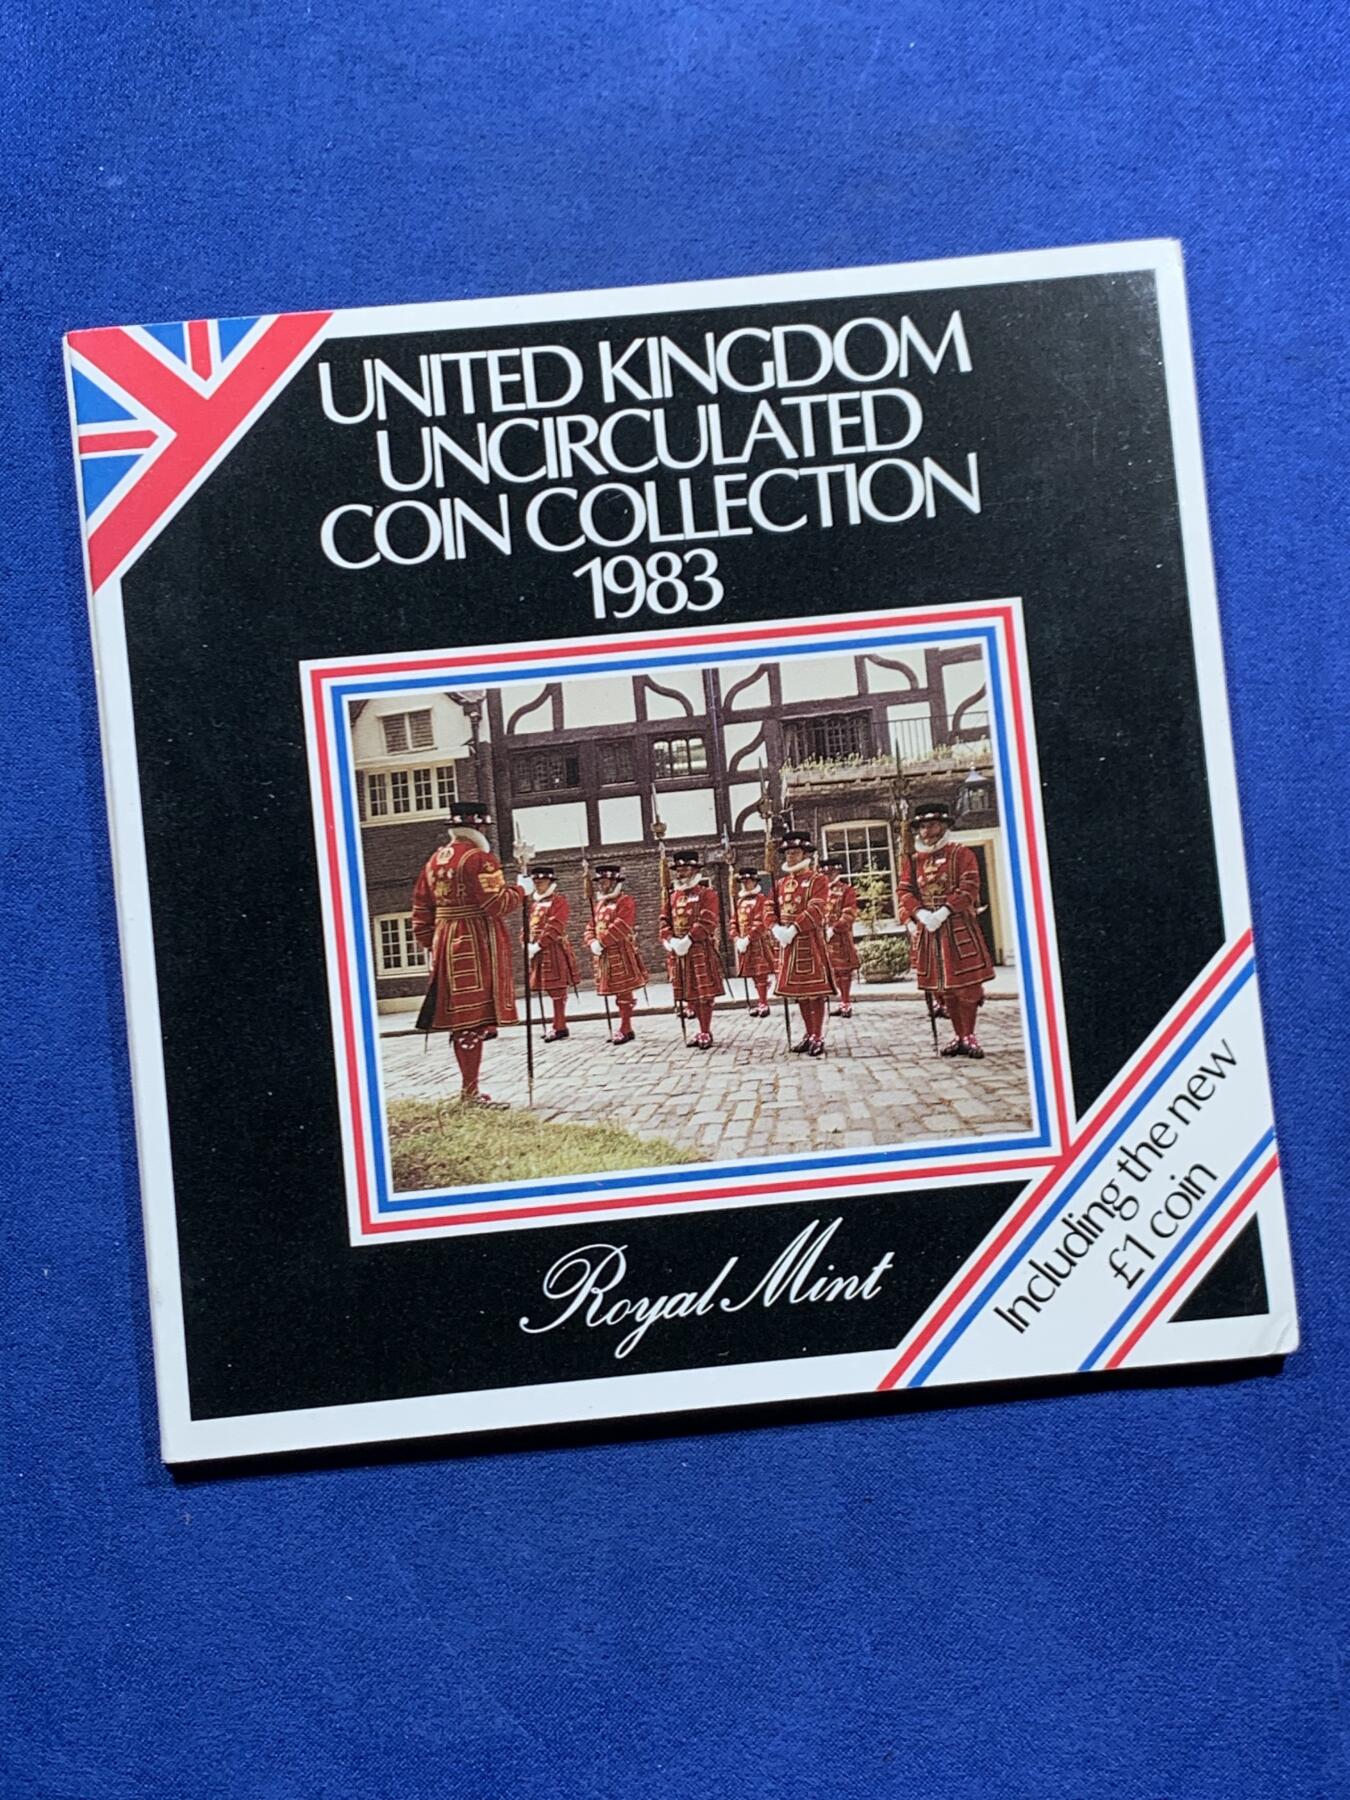 UNITED KINGDOM
UNCIRCULATED
COIN COLLECTION
1983
Royal Mint
Including the new
£1 coin